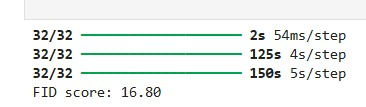 32/32 ━━━━━━━━━━━━━━━━━━━━ 2s 54ms/step
32/32 ━━━━━━━━━━━━━━━━━━━━ 125s 4s/step
32/32 ━━━━━━━━━━━━━━━━━━━━ 150s 5s/step
FID score: 16.80